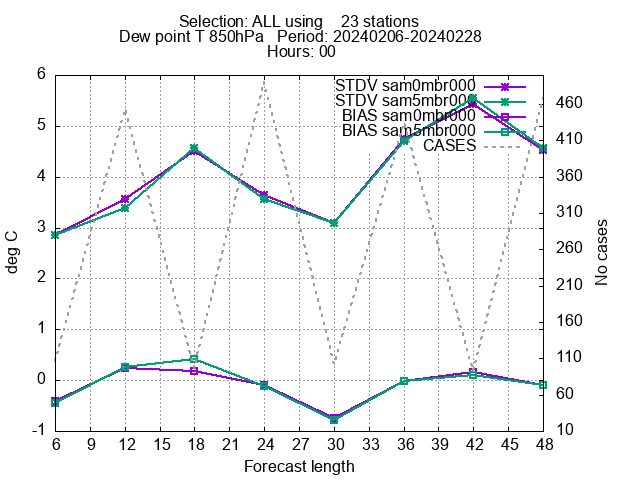 Selection: ALL using    23 stations
Dew point T 850hPa   Period: 20240206-20240228
Hours: 00
STDV sam0mbr000
STDV sam5mbr000
BIAS sam0mbr000
BIAS sam5mbr000
CASES
deg C
6
5
4
3
2
1
0
-1
460
410
360
310
260
210
160
110
60
10
No cases
6 9 12 15 18 21 24 27 30 33 36 39 42 45 48
Forecast length